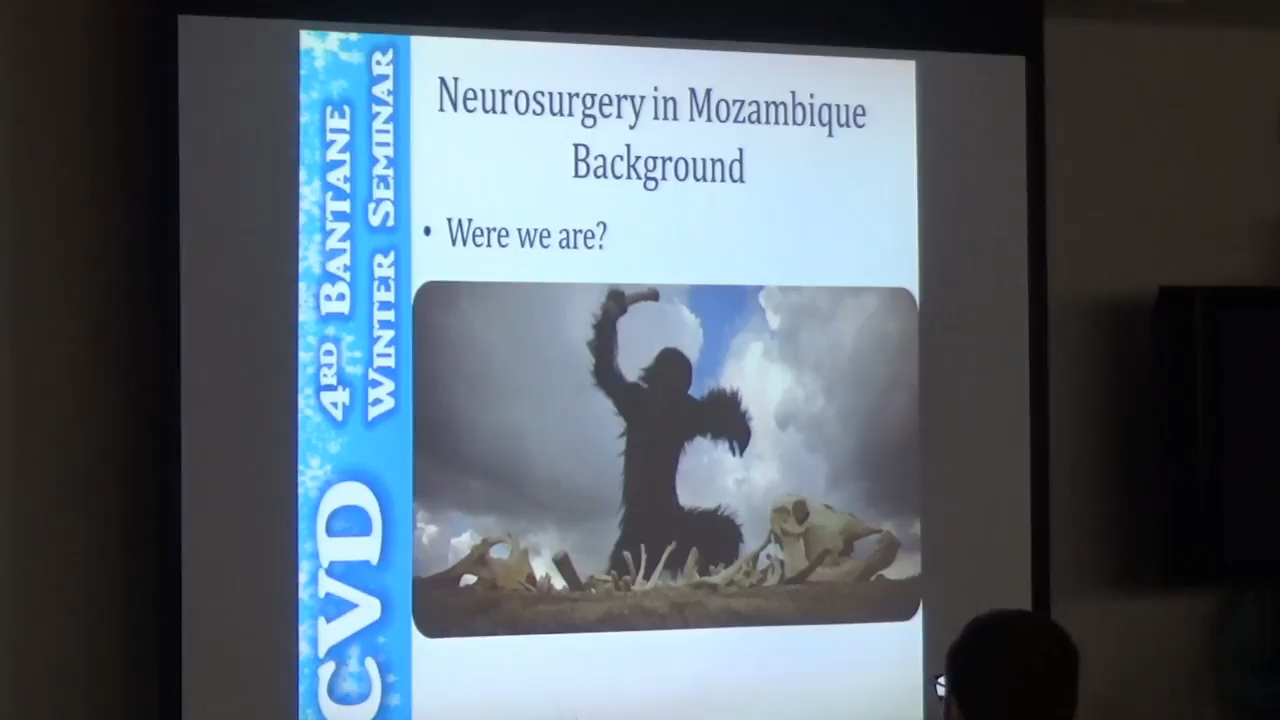 Neurosurgery in Mozambique
Background
• Were we are?
4RD BANTANE
WINTER SEMINAR
CVD